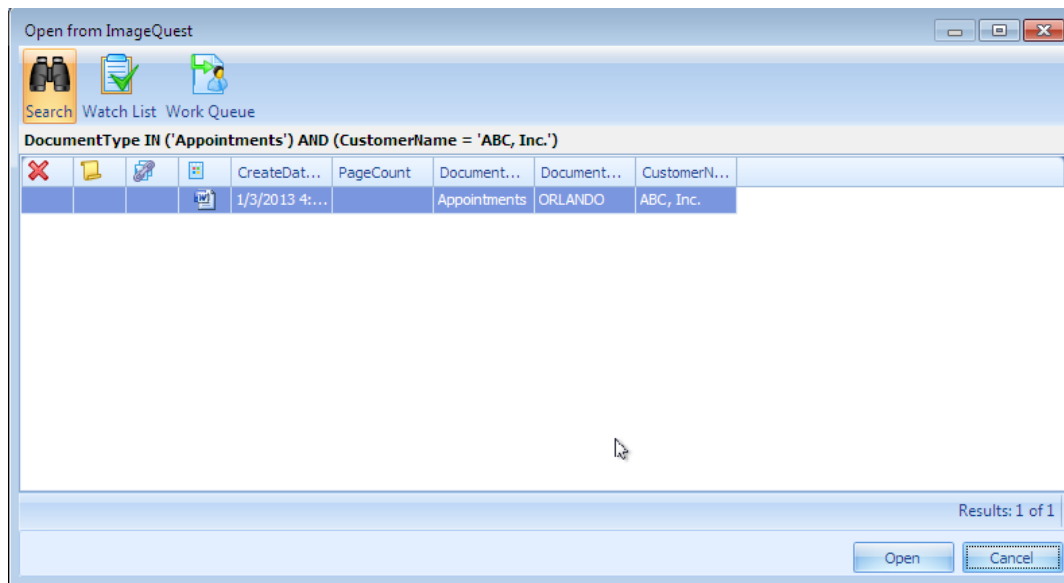 Open from ImageQuest
Search Watch List Work Queue
DocumentType IN ('Appointments') AND (CustomerName = 'ABC, Inc.')
CreateDat... PageCount Document... Document... CustomerN...
1/3/2013 4:... Appointments ORLANDO ABC, Inc.
Results: 1 of 1
Open Cancel